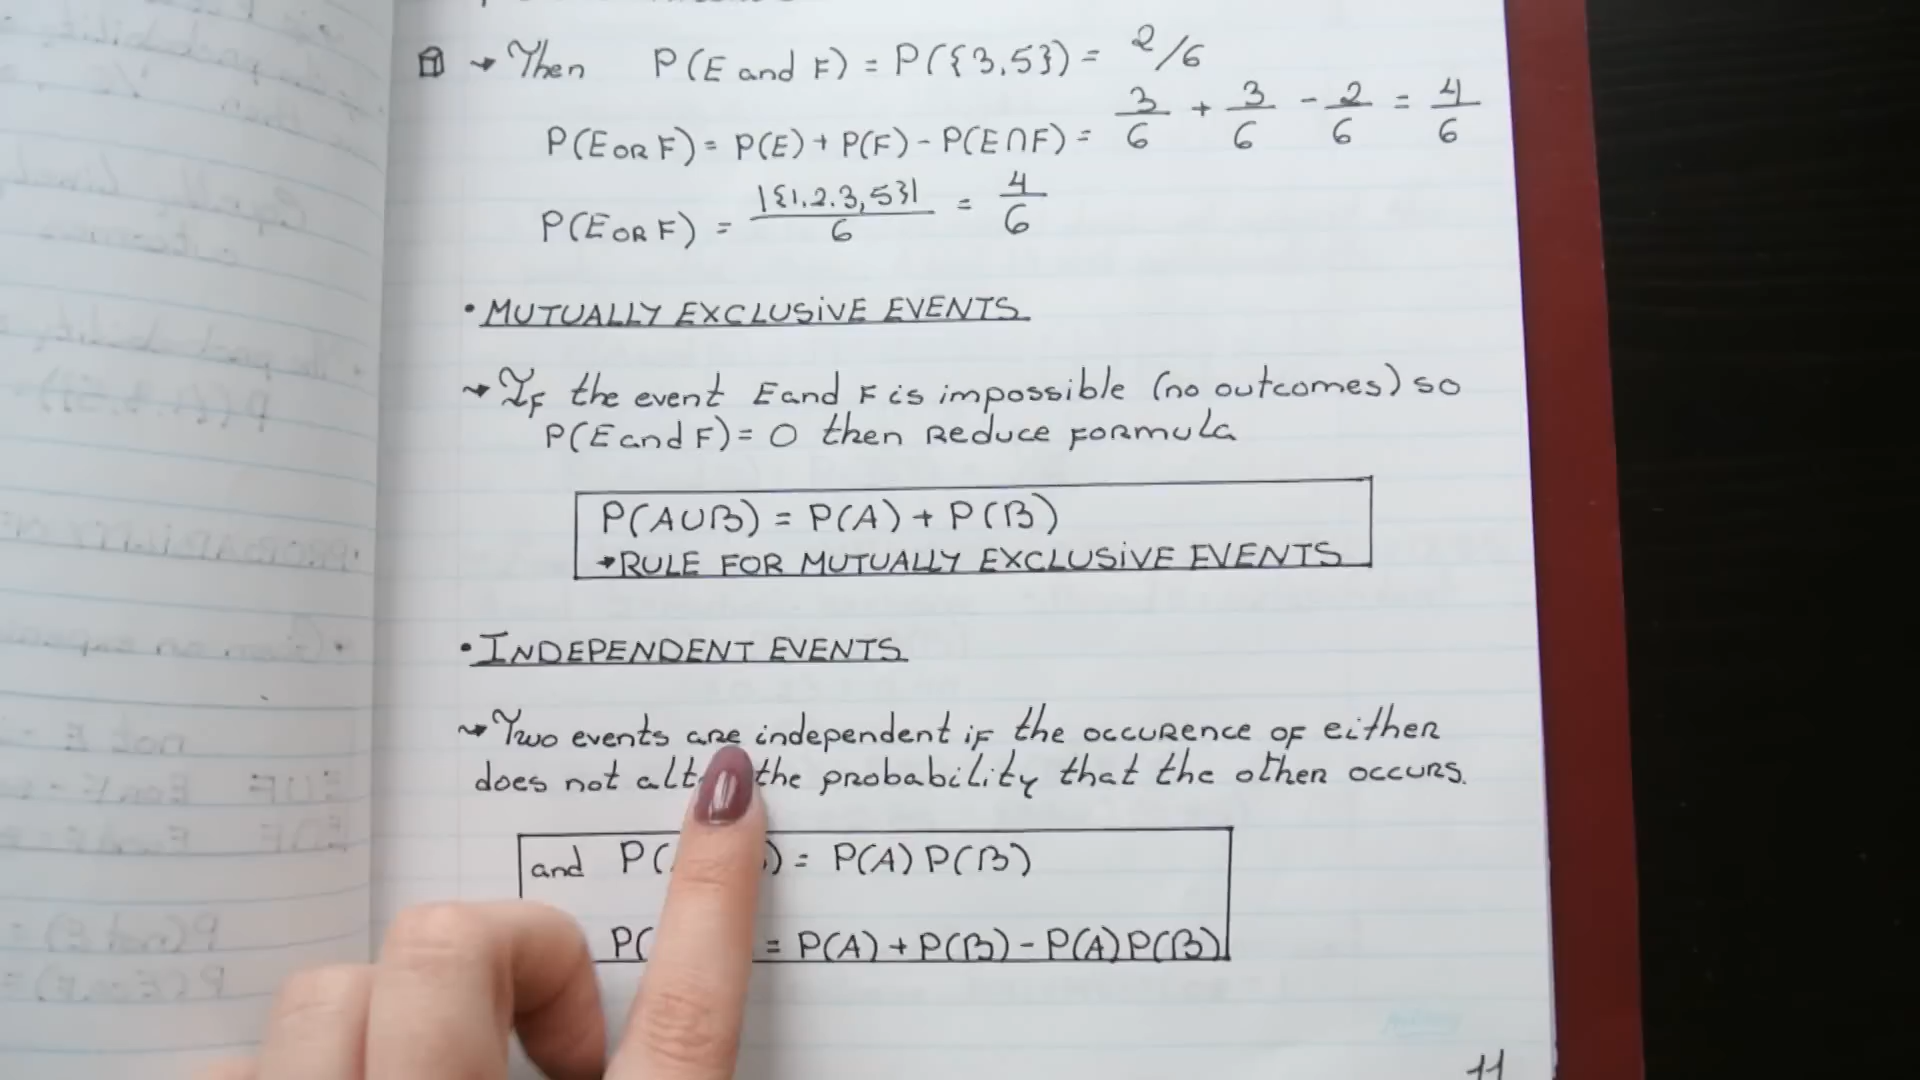 → Then P(E and F) = P({3,5}) = 2/6
P(E OR F) = P(E) + P(F) - P(E∩F) = 3/6 + 3/6 - 2/6 = 4/6
P(E OR F) = |{1,2,3,5}|/6 = 4/6
• MUTUALLY EXCLUSIVE EVENTS
→ If the event E and F is impossible (no outcomes) so
P(E and F) = 0 then reduce formula
P(A∪B) = P(A) + P(B)
→ RULE FOR MUTUALLY EXCLUSIVE EVENTS
• INDEPENDENT EVENTS
→ Two events are independent if the occurence of either
does not alt the probability that the other occurs.
and P( ) = P(A) P(B)
P( = P(A) + P(B) - P(A)P(B)
11